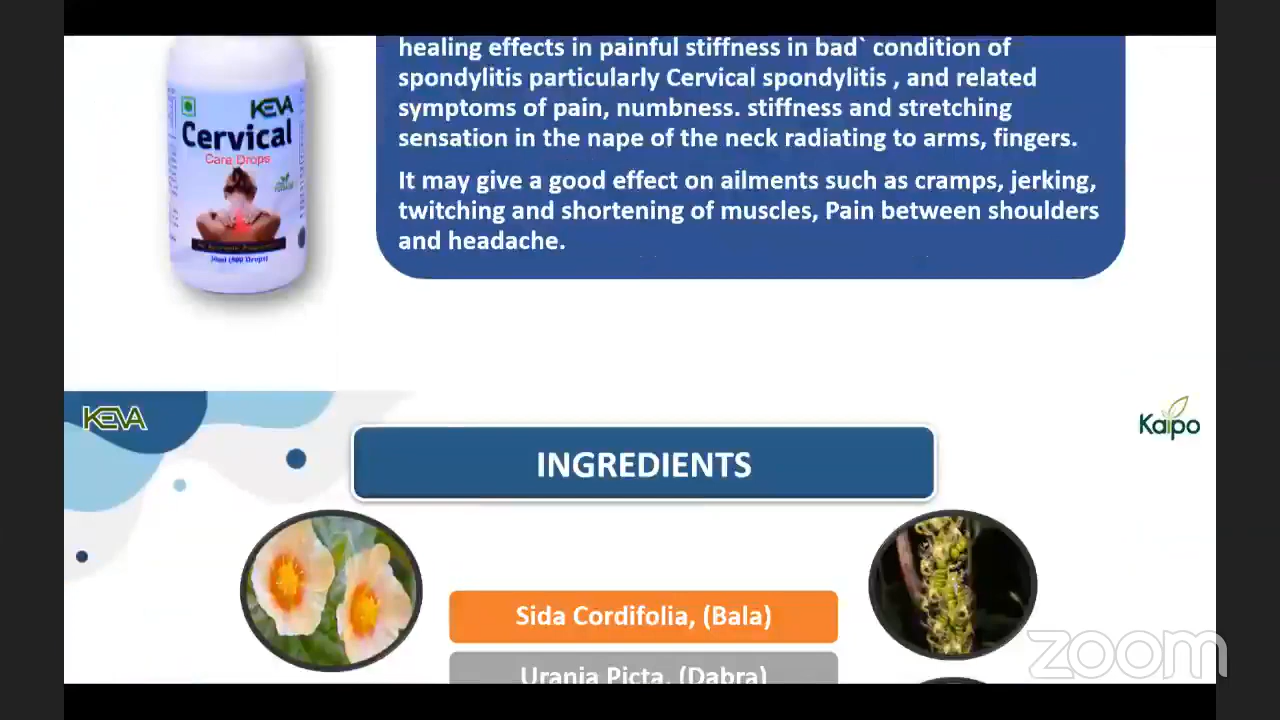 healing effects in painful stiffness in bad` condition of
spondylitis particularly Cervical spondylitis , and related
symptoms of pain, numbness. stiffness and stretching
sensation in the nape of the neck radiating to arms, fingers.
It may give a good effect on ailments such as cramps, jerking,
twitching and shortening of muscles, Pain between shoulders
and headache.
KEVA
Cervical
Care Drops
KEVA
Kaipo
INGREDIENTS
Sida Cordifolia, (Bala)
Urania Picta, (Dabra)
zoom